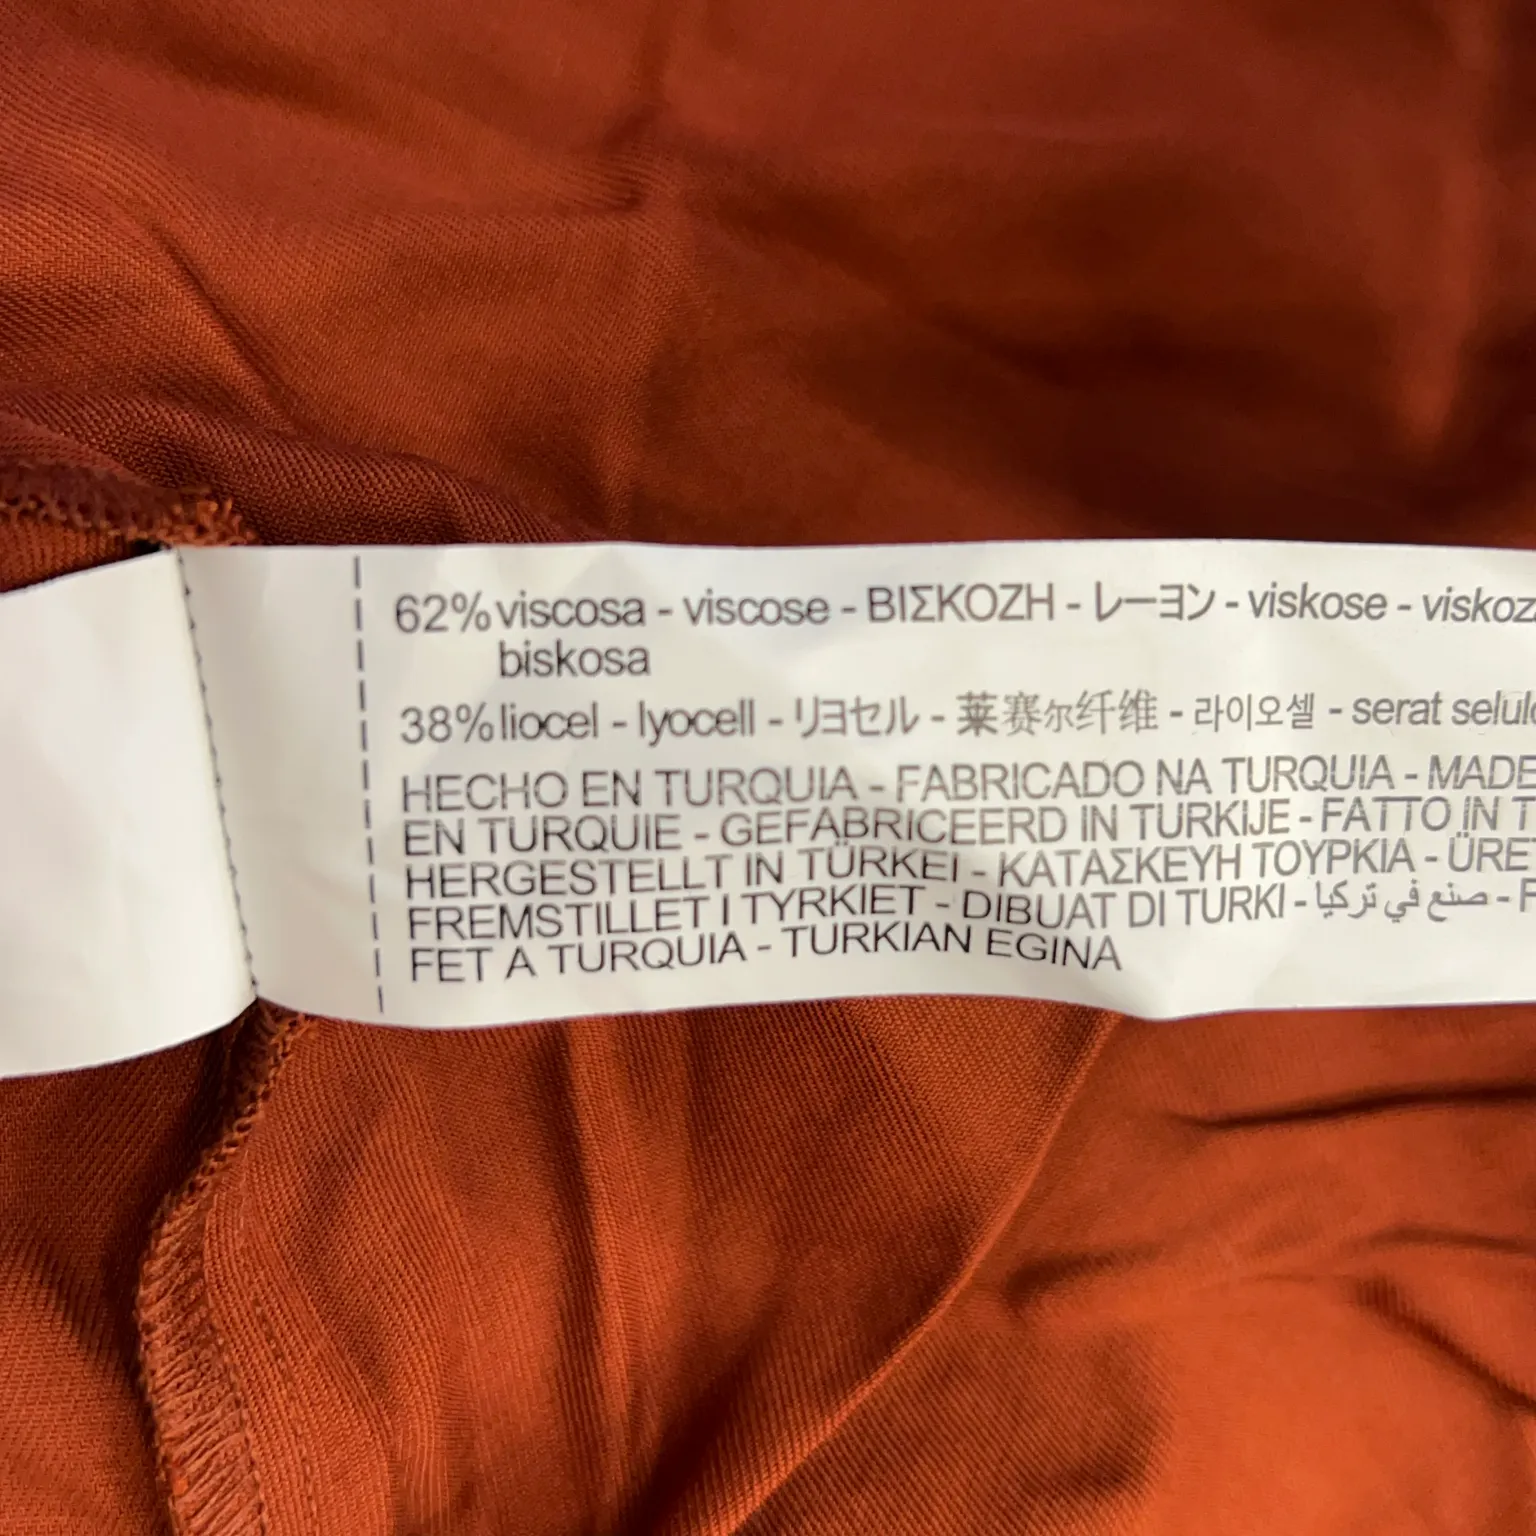 62% viscosa - viscose - ΒΙΣΚΟΖΗ - レーヨン - viskose - viskoz
biskosa
38% liocel - lyocell - リヨセル - 莱赛尔纤维 - 라이오셀 - serat
HECHO EN TURQUIA - FABRICADO NA TURQUIA - MADE
EN TURQUIE - GEFABRICEERD IN TURKIJE - FATTO IN
HERGESTELLT IN TÜRKEI - ΚΑΤΑΣΚΕΥΗ ΤΟΥΡΚΙΑ -
FREMSTILLET I TYRKIET - DIBUAT DI TURKI - صنع في تركيا -
FET A TURQUIA - TURKIAN EGINA